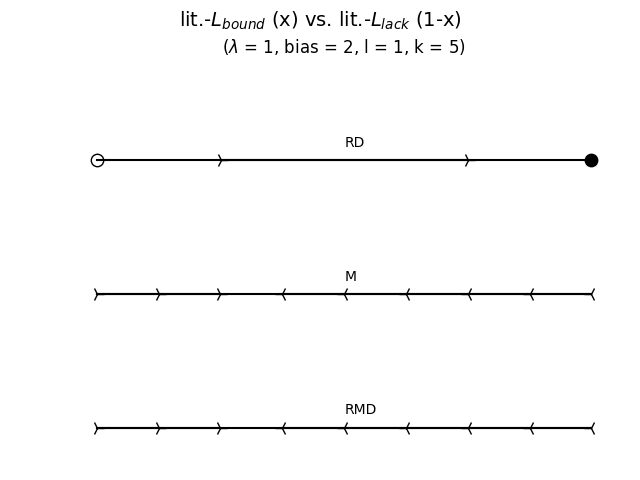 lit.-L_bound (x) vs. lit.-L_lack (1-x)
(λ = 1, bias = 2, l = 1, k = 5)
RD
M
RMD